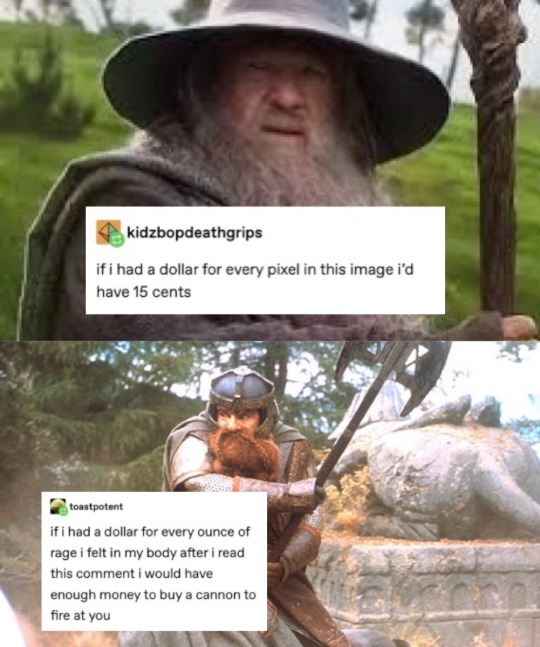 kidzbopdeathgrips
if i had a dollar for every pixel in this image i'd
have 15 cents
toastpotent
if i had a dollar for every ounce of
rage i felt in my body after i read
this comment i would have
enough money to buy a cannon to
fire at you